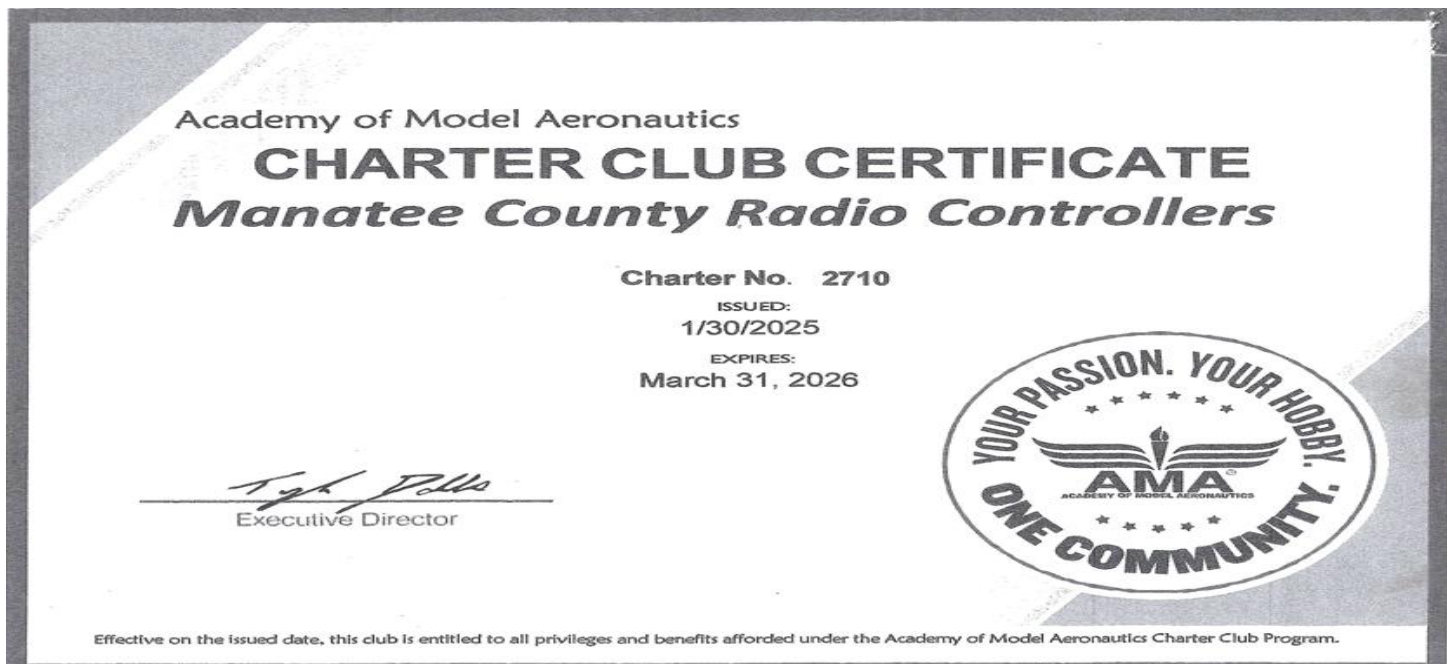 Academy of Model Aeronautics
CHARTER CLUB CERTIFICATE
Manatee County Radio Controllers
Charter No. 2710
ISSUED:
1/30/2025
EXPIRES:
March 31, 2026
YOUR PASSION. YOUR HOBBY.
AMA®
ACADEMY OF MODEL AERONAUTICS
ONE COMMUNITY.
Executive Director
Effective on the issued date, this club is entitled to all privileges and benefits afforded under the Academy of Model Aeronautics Charter Club Program.